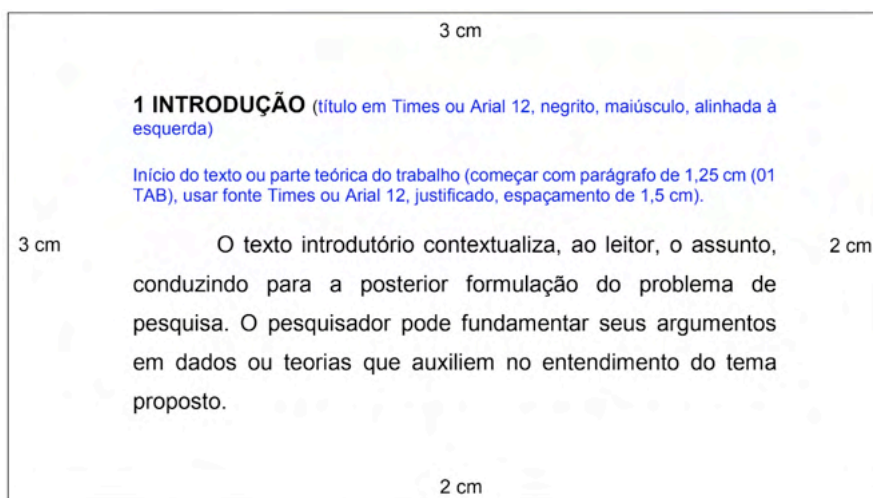 3 cm
1 INTRODUÇÃO (título em Times ou Arial 12, negrito, maiúsculo, alinhada à
esquerda)
Início do texto ou parte teórica do trabalho (começar com parágrafo de 1,25 cm (01
TAB), usar fonte Times ou Arial 12, justificado, espaçamento de 1,5 cm).
3 cm
O texto introdutório contextualiza, ao leitor, o assunto,
2 cm
conduzindo para a posterior formulação do problema de
pesquisa. O pesquisador pode fundamentar seus argumentos
em dados ou teorias que auxiliem no entendimento do tema
proposto.
2 cm